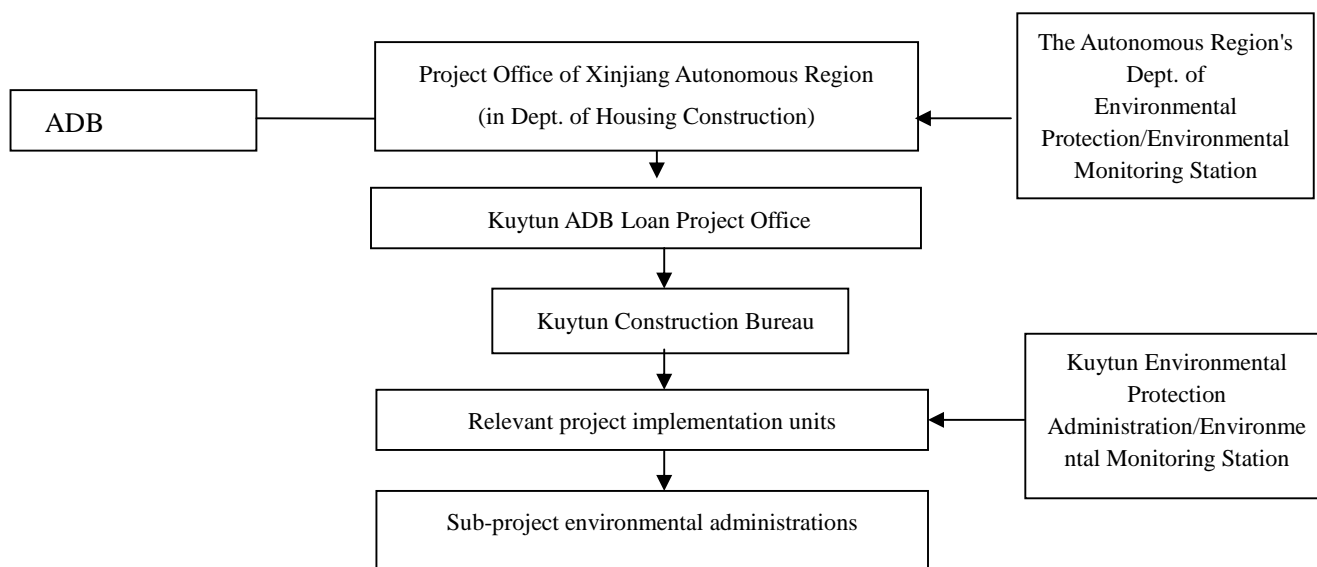 Project Office of Xinjiang Autonomous Region
(in Dept. of Housing Construction)
ADB
The Autonomous Region's
Dept. of
Environmental
Protection/Environmental
Monitoring Station
Kuytun ADB Loan Project Office
Kuytun Construction Bureau
Relevant project implementation units
Kuytun Environmental
Protection
Administration/Environme
ntal Monitoring Station
Sub-project environmental administrations